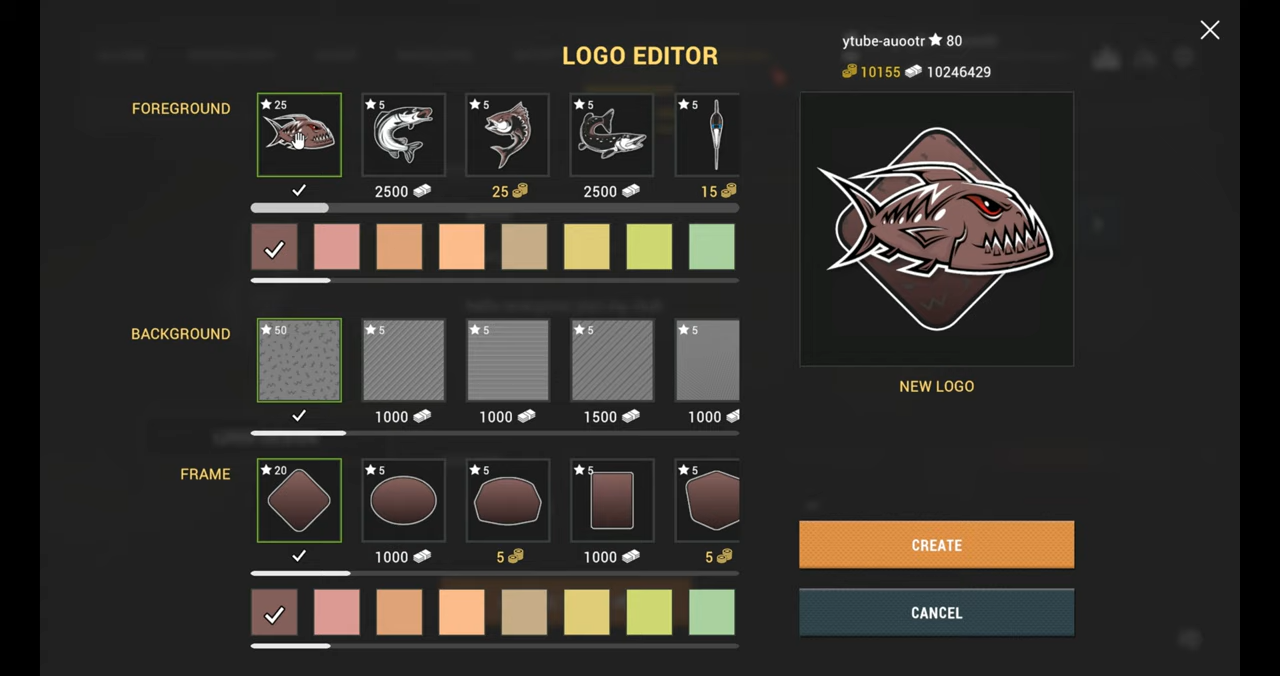 ytube-auootr 80
LOGO EDITOR
10155 10246429
FOREGROUND
25 5 5 5 5
2500 25 2500 15
BACKGROUND
50 5 5 5 5
1000 1000 1500 1000
NEW LOGO
FRAME
20 5 5 5 5
1000 5 1000 5
CREATE
CANCEL